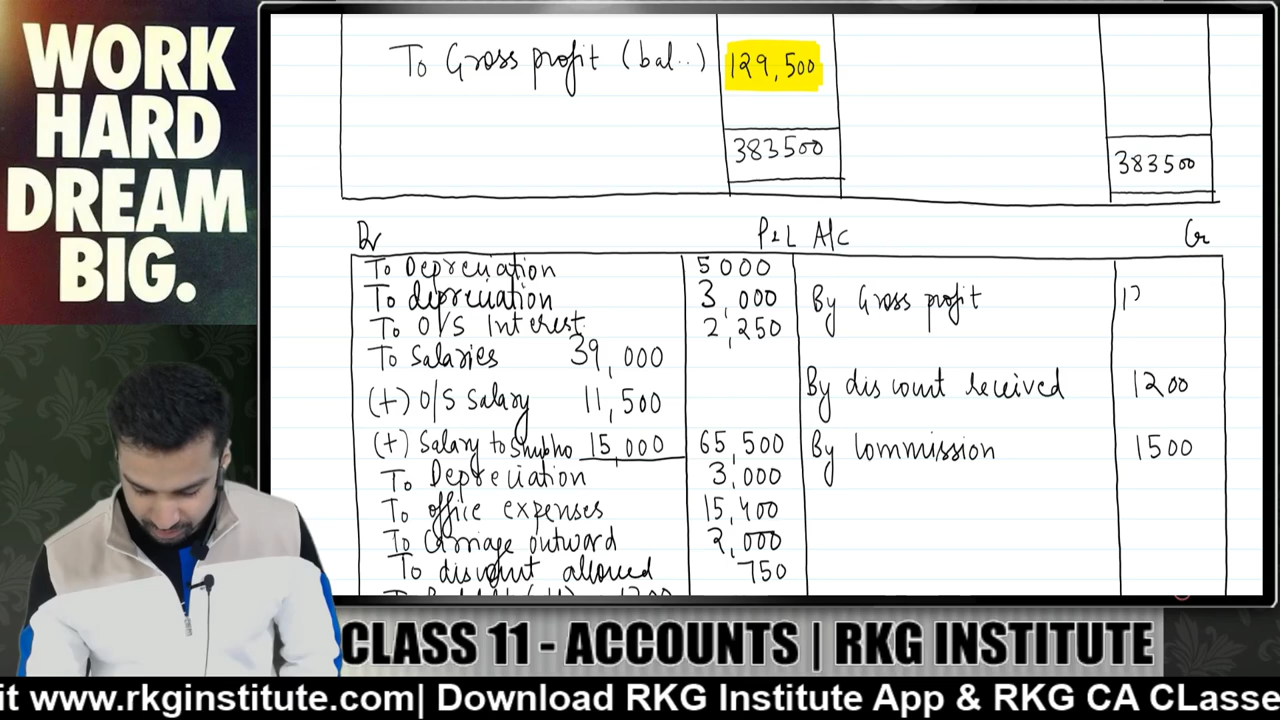 WORK
HARD
DREAM
BIG.
To Gross profit (bal..) 129,500
383500 383500
Dr P&L A/c Cr
To Depreciation 5000
To depreciation 3,000 By Gross profit 12
To O/S Interest 2,250
To Salaries 39,000
(+) O/S Salary 11,500 By discount received 1200
(+) Salary to Shubho 15,000 65,500 By Commission 1500
To Depreciation 3,000
To office expenses 15,400
To Carriage outward 2,000
To discount allowed 750
CLASS 11 - ACCOUNTS | RKG INSTITUTE
it www.rkginstitute.com| Download RKG Institute App & RKG CA CLasse